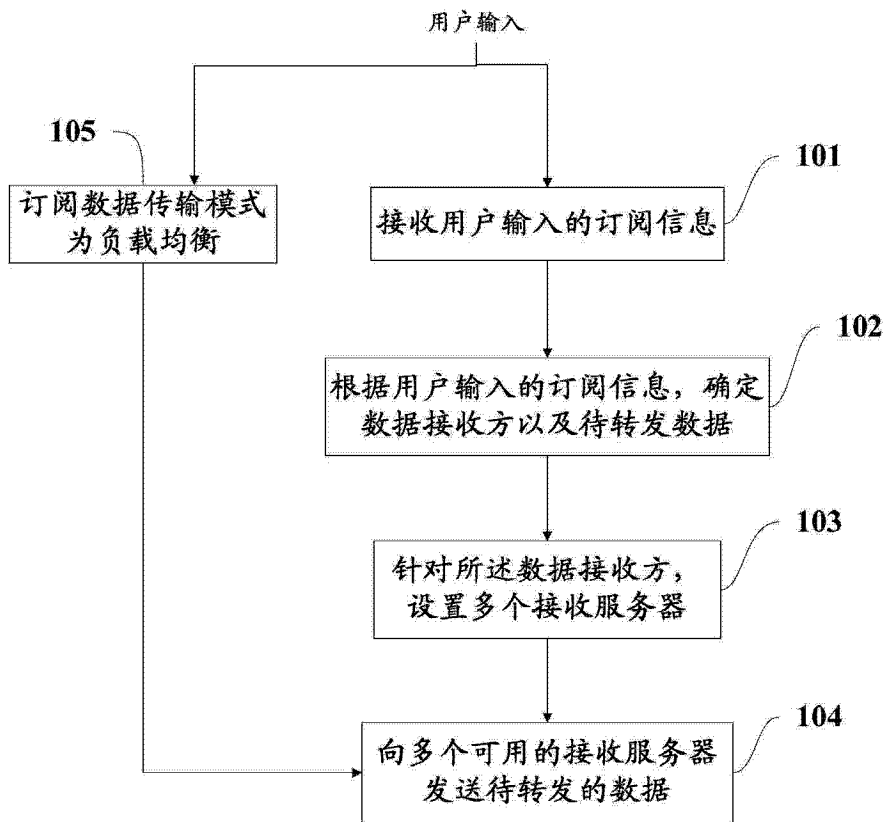 用户输入
105
订阅数据传输模式
为负载均衡
101
接收用户输入的订阅信息
102
根据用户输入的订阅信息，确定
数据接收方以及待转发数据
103
针对所述数据接收方，
设置多个接收服务器
104
向多个可用的接收服务器
发送待转发的数据